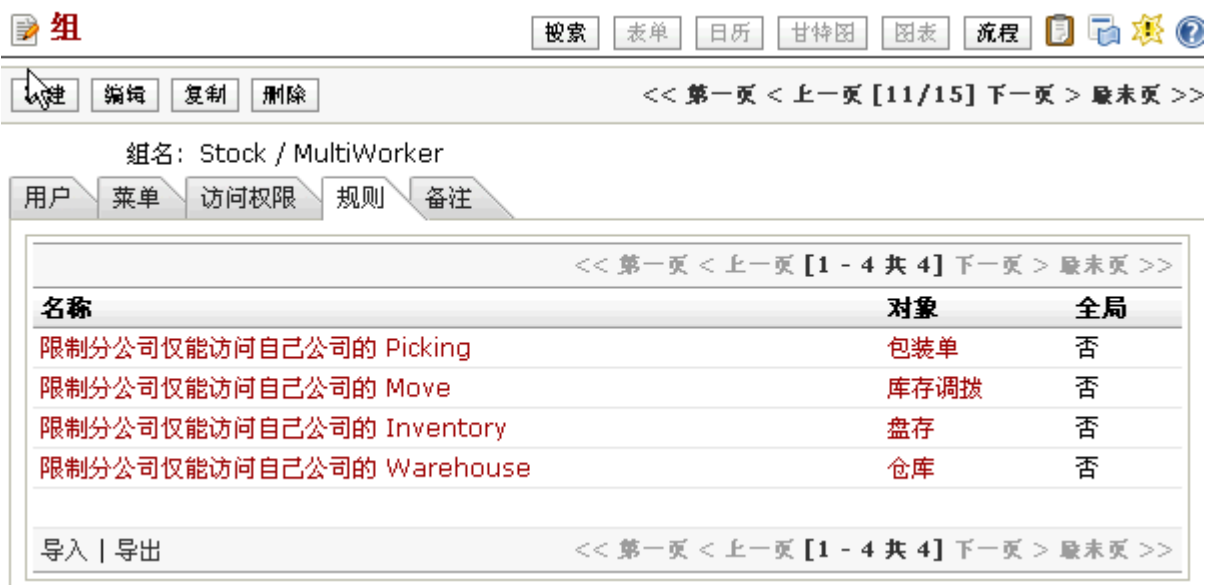 组 搜索 表单 日历 甘特图 图表 流程
建 编辑 复制 删除 << 第一页 < 上一页 [11/15] 下一页 > 最末页 >>
组名: Stock / MultiWorker
用户 菜单 访问权限 规则 备注
<< 第一页 < 上一页 [1 - 4 共 4] 下一页 > 最末页 >>
名称 对象 全局
限制分公司仅能访问自己公司的 Picking 包装单 否
限制分公司仅能访问自己公司的 Move 库存调拨 否
限制分公司仅能访问自己公司的 Inventory 盘存 否
限制分公司仅能访问自己公司的 Warehouse 仓库 否
导入 | 导出 << 第一页 < 上一页 [1 - 4 共 4] 下一页 > 最末页 >>